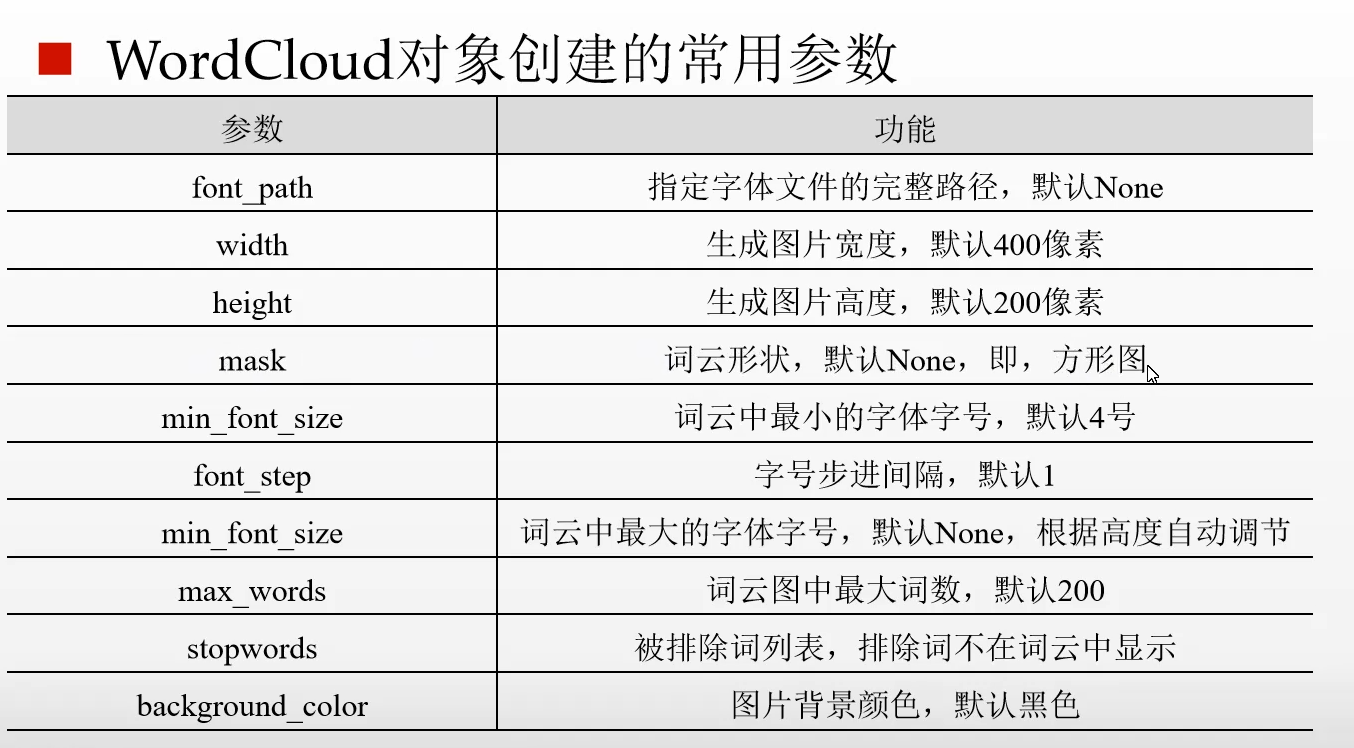 WordCloud对象创建的常用参数
参数 功能
font_path 指定字体文件的完整路径，默认None
width 生成图片宽度，默认400像素
height 生成图片高度，默认200像素
mask 词云形状，默认None，即，方形图
min_font_size 词云中最小的字体字号，默认4号
font_step 字号步进间隔，默认1
min_font_size 词云中最大的字体字号，默认None，根据高度自动调节
max_words 词云图中最大词数，默认200
stopwords 被排除词列表，排除词不在词云中显示
background_color 图片背景颜色，默认黑色